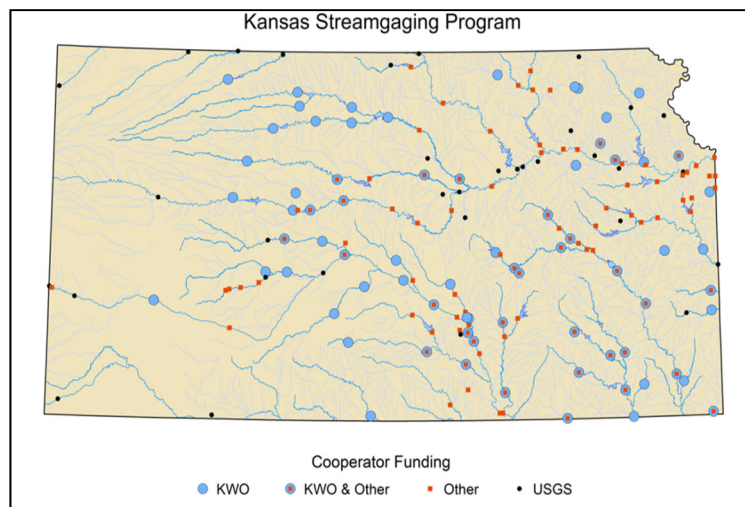 Kansas Streamgaging Program
Cooperator Funding
KWO KWO & Other Other USGS